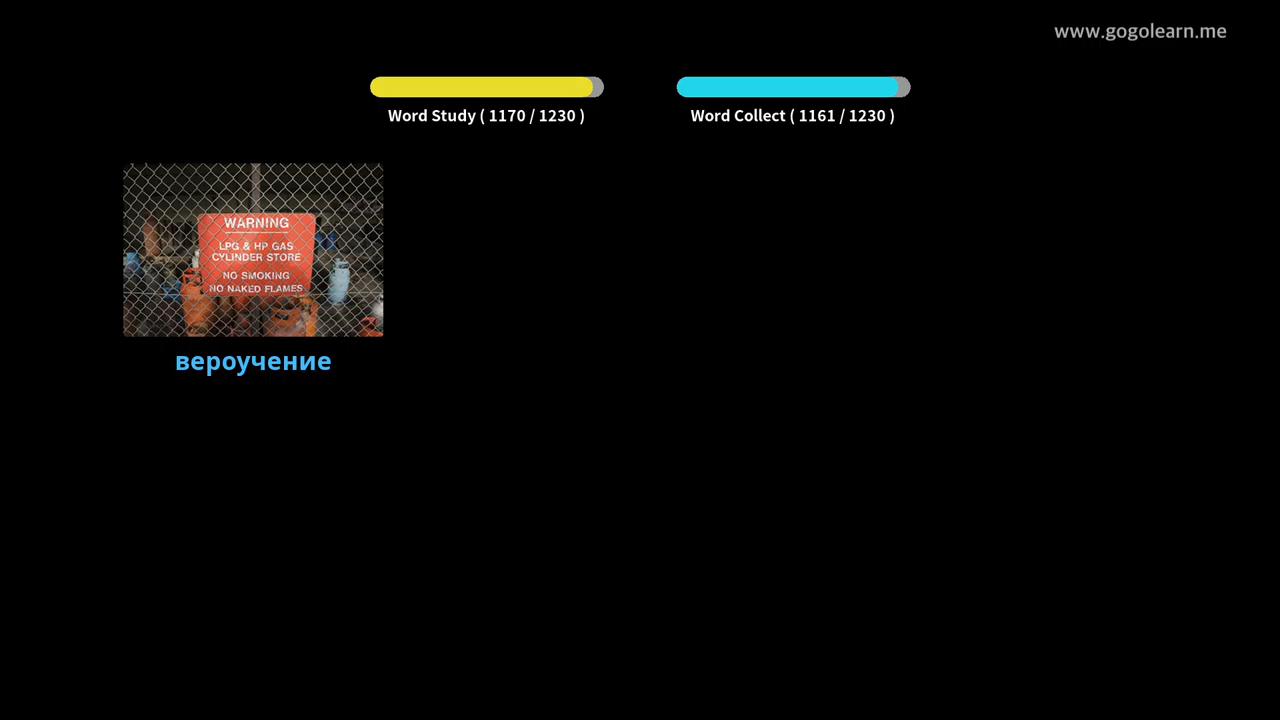 www.gogolearn.me
Word Study ( 1170 / 1230 )
Word Collect ( 1161 / 1230 )
WARNING
LPG & HP GAS
CYLINDER STORE
NO SMOKING
NO NAKED FLAMES
вероучение